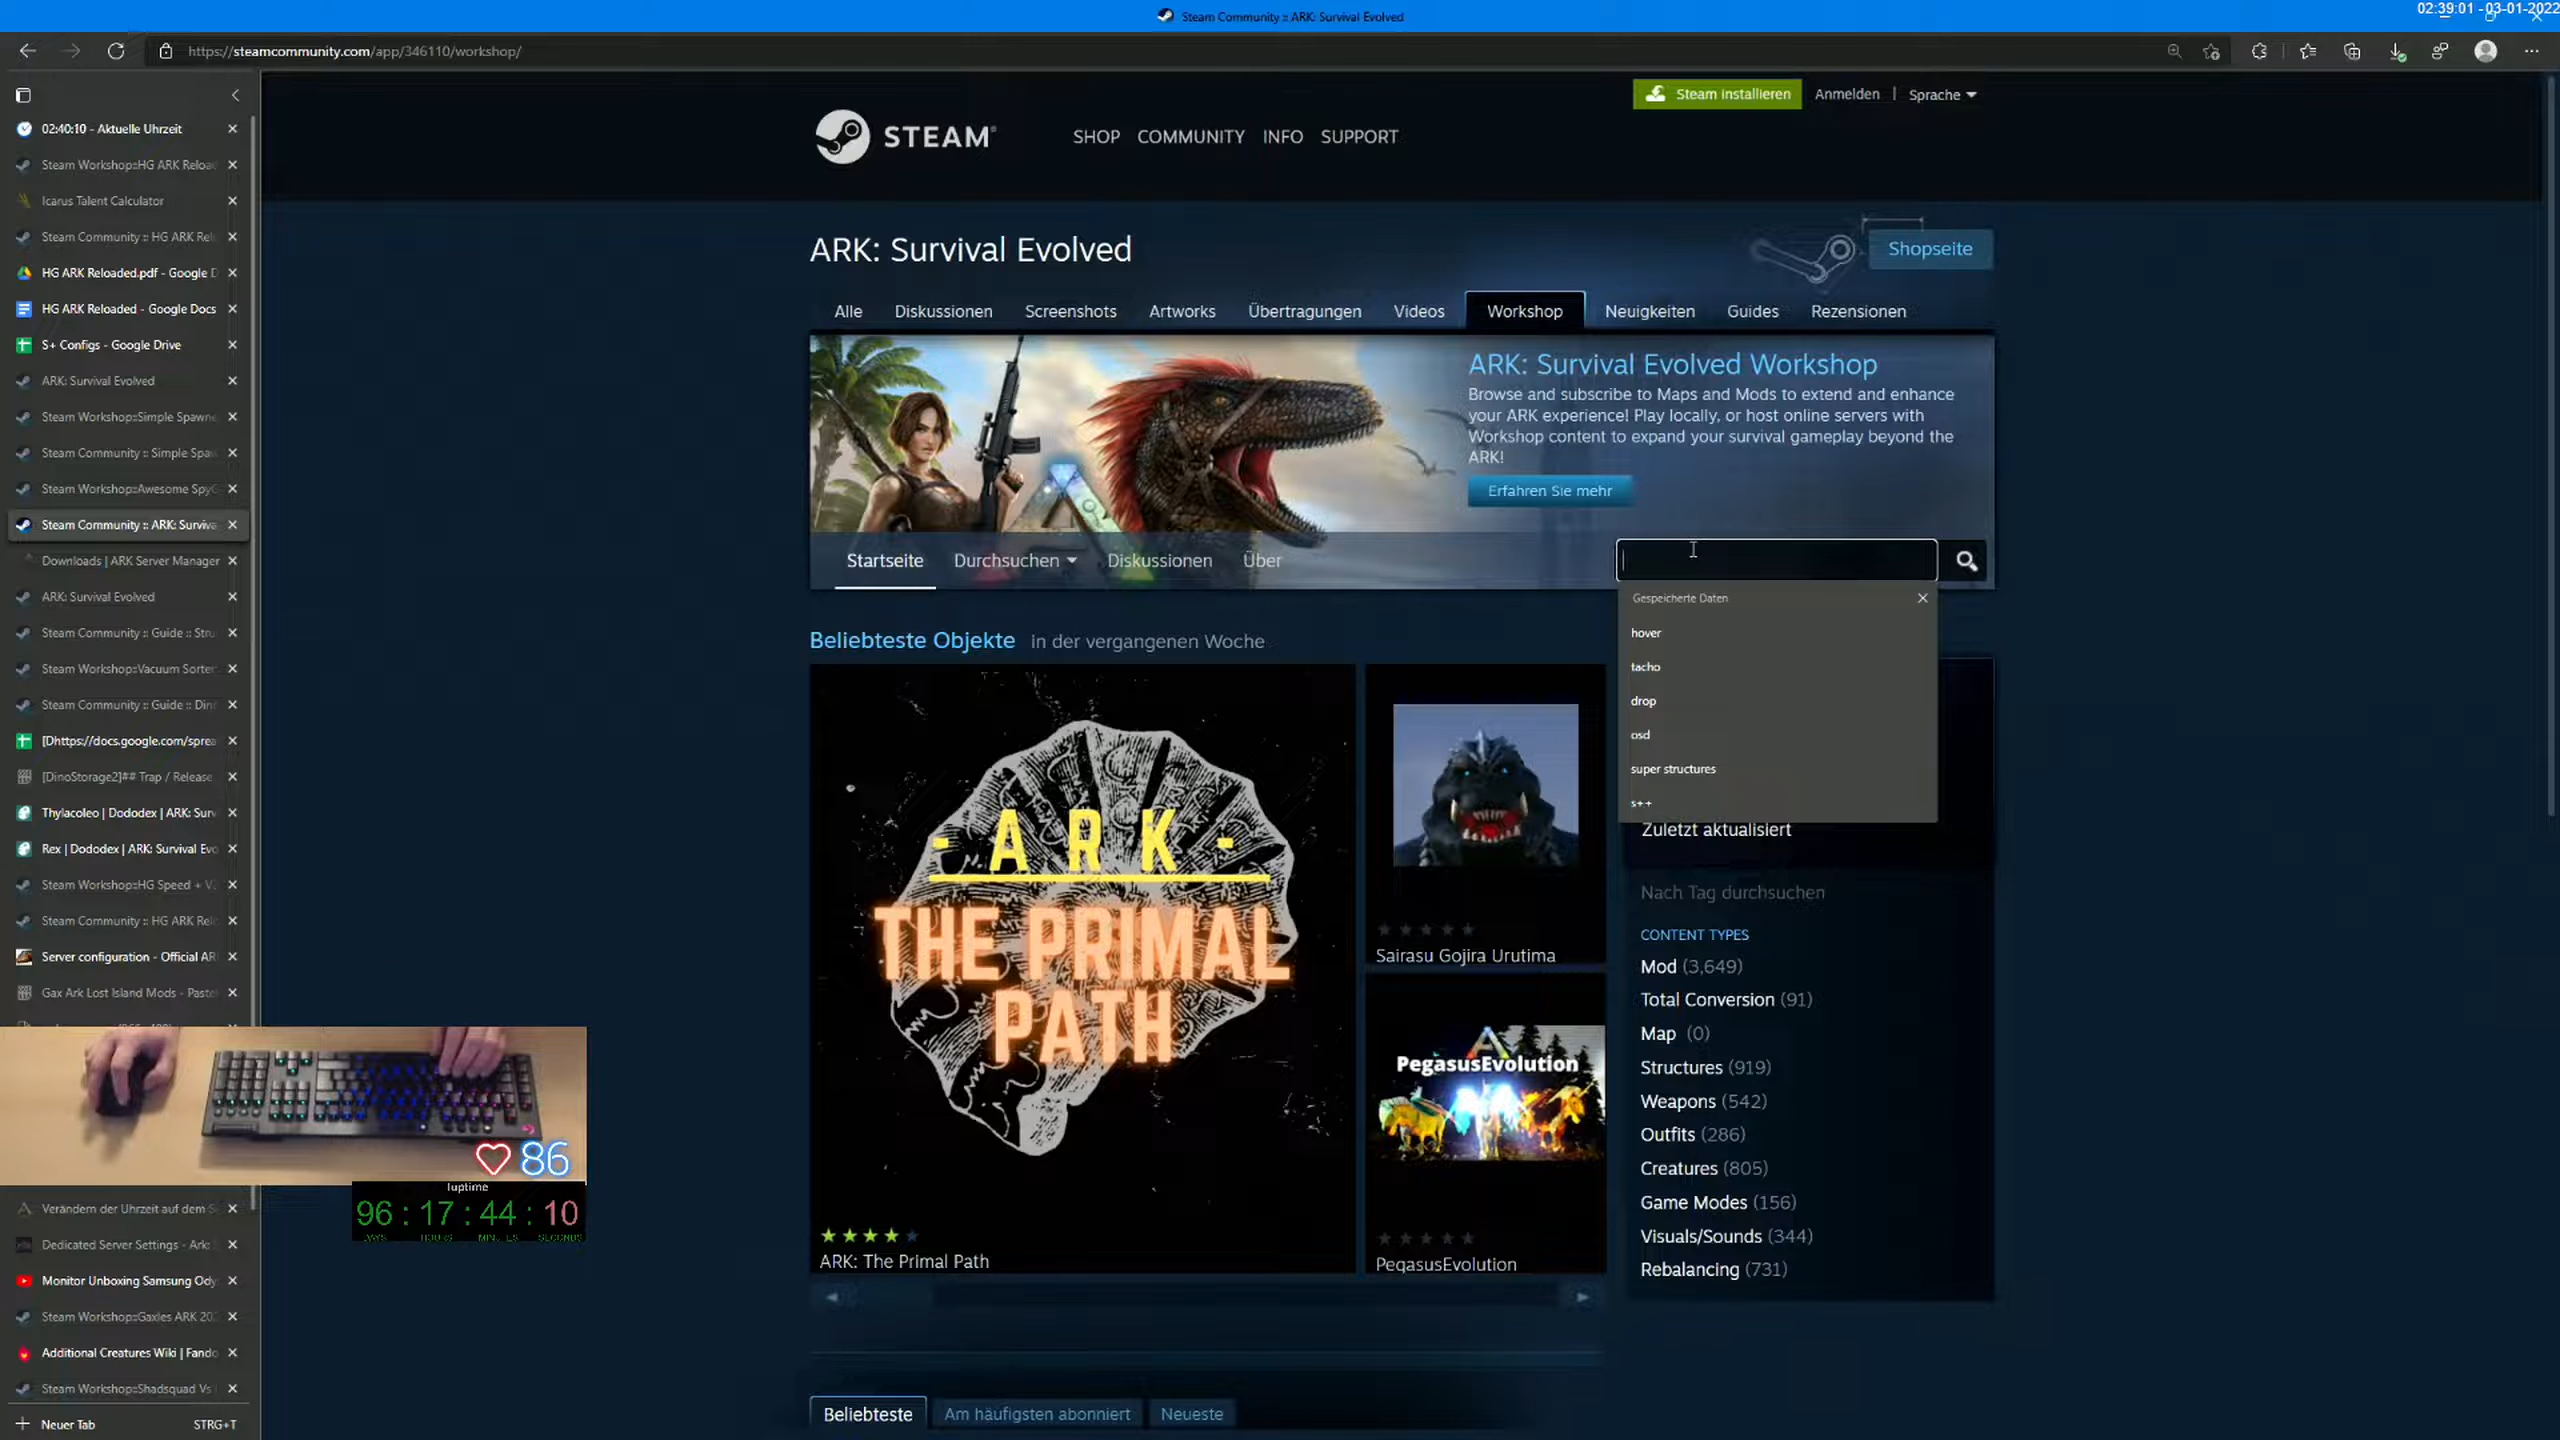 Steam Community :: ARK: Survival Evolved
02:39:01 - 03-01-2022
https://steamcommunity.com/app/346110/workshop/
02:40:10 - Aktuelle Uhrzeit
Steam Workshop::HG ARK Reloa
Icarus Talent Calculator
Steam Community :: HG ARK Rel
HG ARK Reloaded.pdf - Google D
HG ARK Reloaded - Google Docs
S+ Configs - Google Drive
ARK: Survival Evolved
Steam Workshop::Simple Spawne
Steam Community :: Simple Spaw
Steam Workshop::Awesome SpyG
Steam Community :: ARK: Surviva
Downloads | ARK Server Manager
ARK: Survival Evolved
Steam Community :: Guide :: Stru
Steam Workshop::Vacuum Sorter
Steam Community :: Guide :: Din
[Dhttps://docs.google.com/sprea
[DinoStorage2]## Trap / Release
Thylacoleo | Dododex | ARK: Surv
Rex | Dododex | ARK: Survival Evo
Steam Workshop::HG Speed + V
Steam Community :: HG ARK Rel
Server configuration - Official AR
Gax Ark Lost Island Mods - Paste
86
!uptime
96 : 17 : 44 : 10
DAYS HOURS MINUTES SECONDS
Verändern der Uhrzeit auf dem S
Dedicated Server Settings - Ark:
Monitor Unboxing Samsung Ody
Steam Workshop::Gaxles ARK 20
Additional Creatures Wiki | Fando
Steam Workshop::Shadsquad Vs
Neuer Tab STRG+T
Steam installieren
Anmelden | Sprache
STEAM®
SHOP COMMUNITY INFO SUPPORT
ARK: Survival Evolved
Shopseite
Alle Diskussionen Screenshots Artworks Übertragungen Videos Workshop Neuigkeiten Guides Rezensionen
ARK: Survival Evolved Workshop
Browse and subscribe to Maps and Mods to extend and enhance
your ARK experience! Play locally, or host online servers with
Workshop content to expand your survival gameplay beyond the
ARK!
Erfahren Sie mehr
Startseite Durchsuchen Diskussionen Über
Gespeicherte Daten
hover
tacho
drop
osd
super structures
s++
Beliebteste Objekte in der vergangenen Woche
- ARK -
THE PRIMAL
PATH
ARK: The Primal Path
Sairasu Gojira Urutima
PegasusEvolution
PegasusEvolution
Zuletzt aktualisiert
Nach Tag durchsuchen
CONTENT TYPES
Mod (3,649)
Total Conversion (91)
Map (0)
Structures (919)
Weapons (542)
Outfits (286)
Creatures (805)
Game Modes (156)
Visuals/Sounds (344)
Rebalancing (731)
Beliebteste Am häufigsten abonniert Neueste